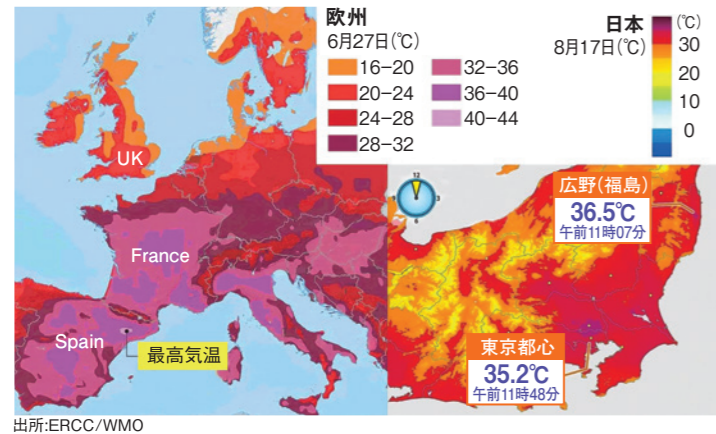 欧州
6月27日(℃)
16−20
20−24
24−28
28−32
32−36
36−40
40−44
日本
8月17日(℃)
(℃)
30
20
10
0
UK
France
Spain
最高気温
12
3
6
広野(福島)
36.5℃
午前11時07分
東京都心
35.2℃
午前11時48分
出所:ERCC/WMO